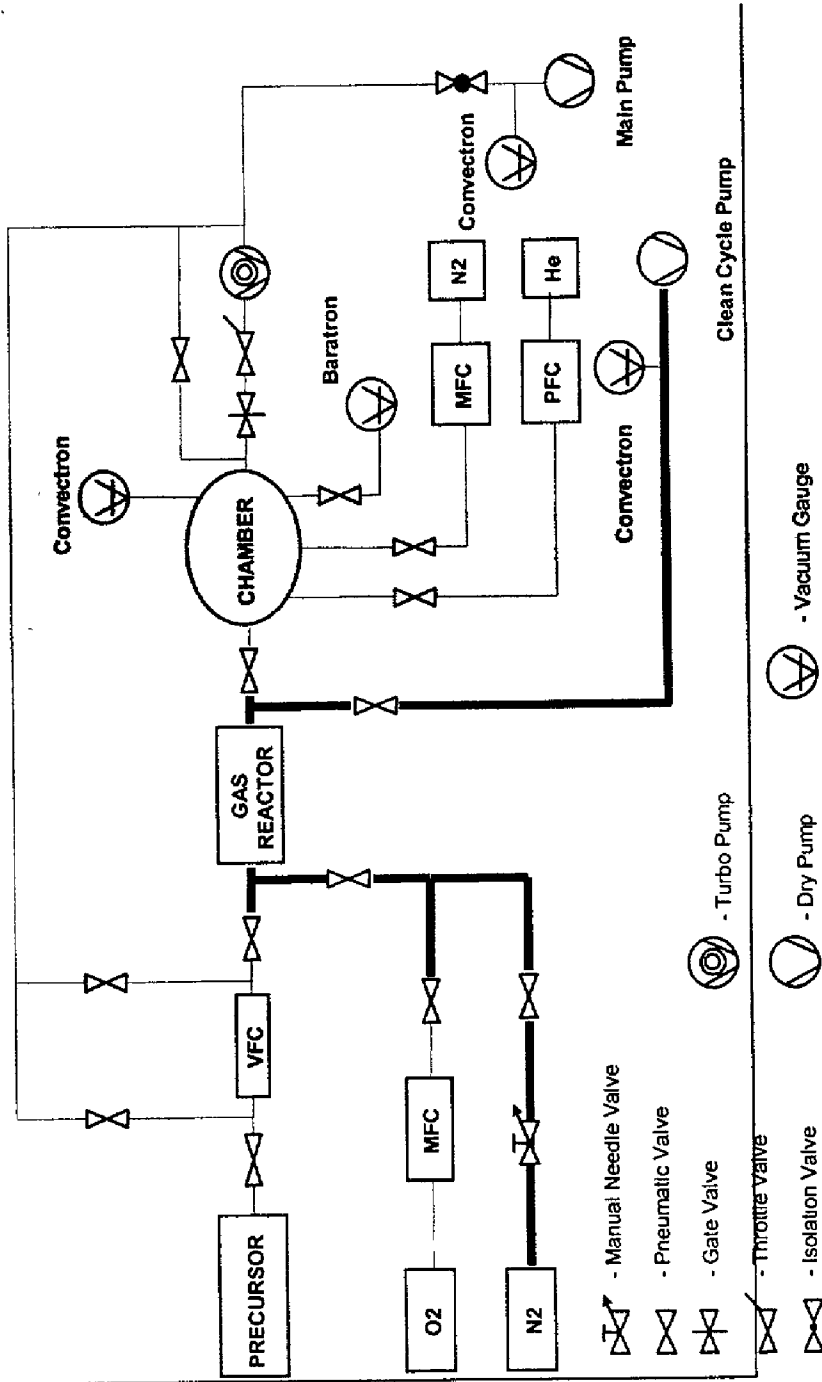 PRECURSOR
VFC
GAS
REACTOR
CHAMBER
Convectron
Baratron
Convectron
Main Pump
O2
MFC
N2
MFC
N2
PFC
He
Convectron
Clean Cycle Pump
- Manual Needle Valve
- Pneumatic Valve
- Gate Valve
- Throttle Valve
- Isolation Valve
- Turbo Pump
- Dry Pump
- Vacuum Gauge